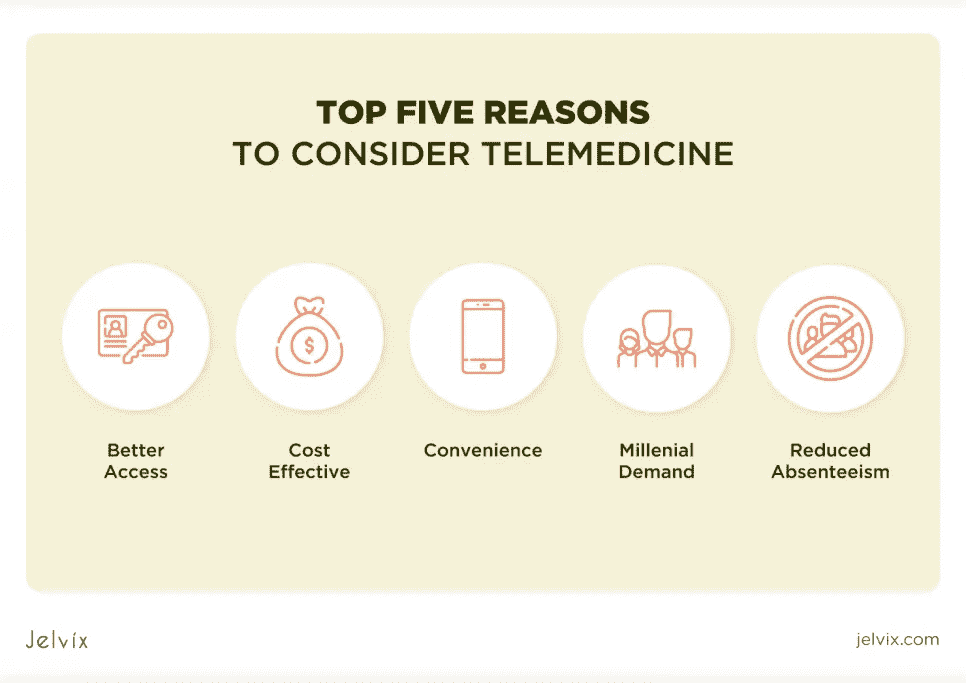 TOP FIVE REASONS
TO CONSIDER TELEMEDICINE
$
Better
Access
Cost
Effective
Convenience
Millenial
Demand
Reduced
Absenteeism
Jelvix
jelvix.com